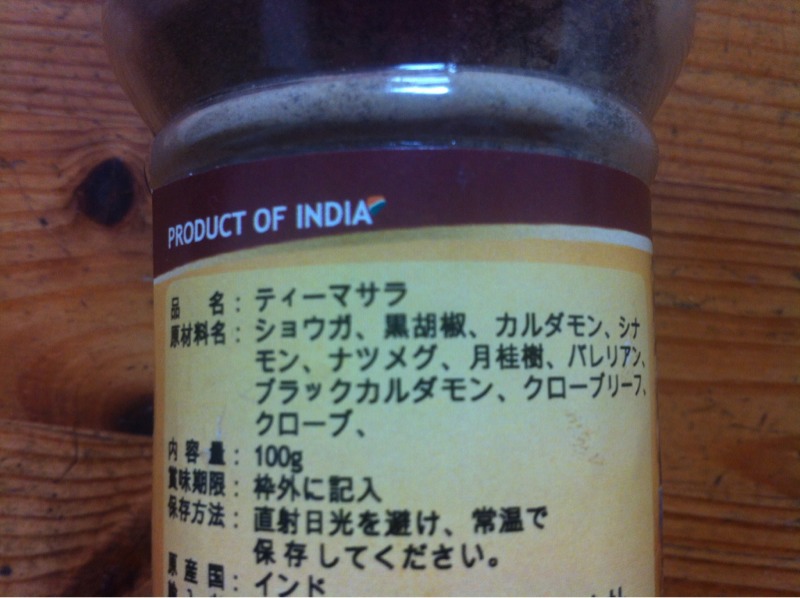 PRODUCT OF INDIA
品 名：ティーマサラ
原材料名：ショウガ、黒胡椒、カルダモン、シナ
モン、ナツメグ、月桂樹、バレリアン、
ブラックカルダモン、クローブリーフ、
クローブ、
内容量：100g
賞味期限：枠外に記入
保存方法：直射日光を避け、常温で
保存してください。
原産国：インド